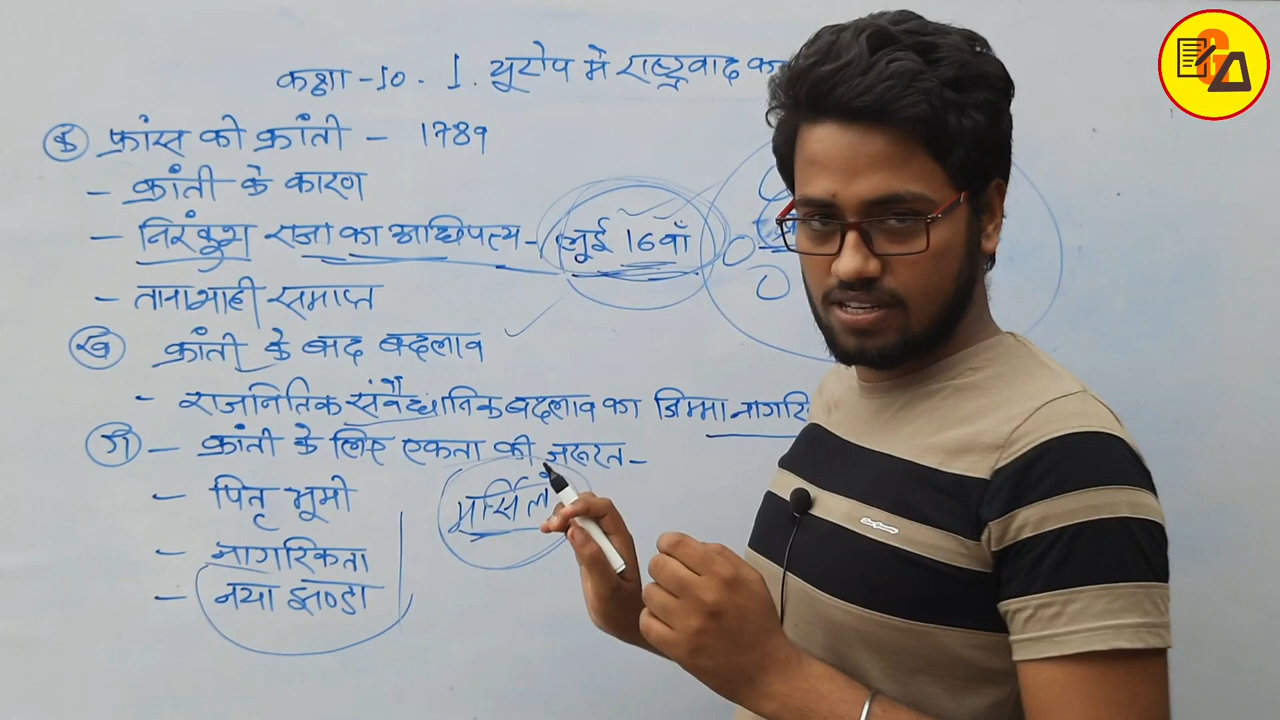 कक्षा -10 . 1. यूरोप में राष्ट्रवाद का
क फ्रांस की क्रांती - 1789
- क्रांती के कारण
- निरंकुश राजा का आधिपत्य - लुई 16वाँ
- तानाशाही समाप्त
ख क्रांती के बाद बदलाव
- राजनितिक संवैधानिक बदलाव का जिम्मा नागरि
ग - क्रांती के लिए एकता की जरूरत -
- पितृ भूमी
मर्सिले
- नागरिकता
- नया झण्डा